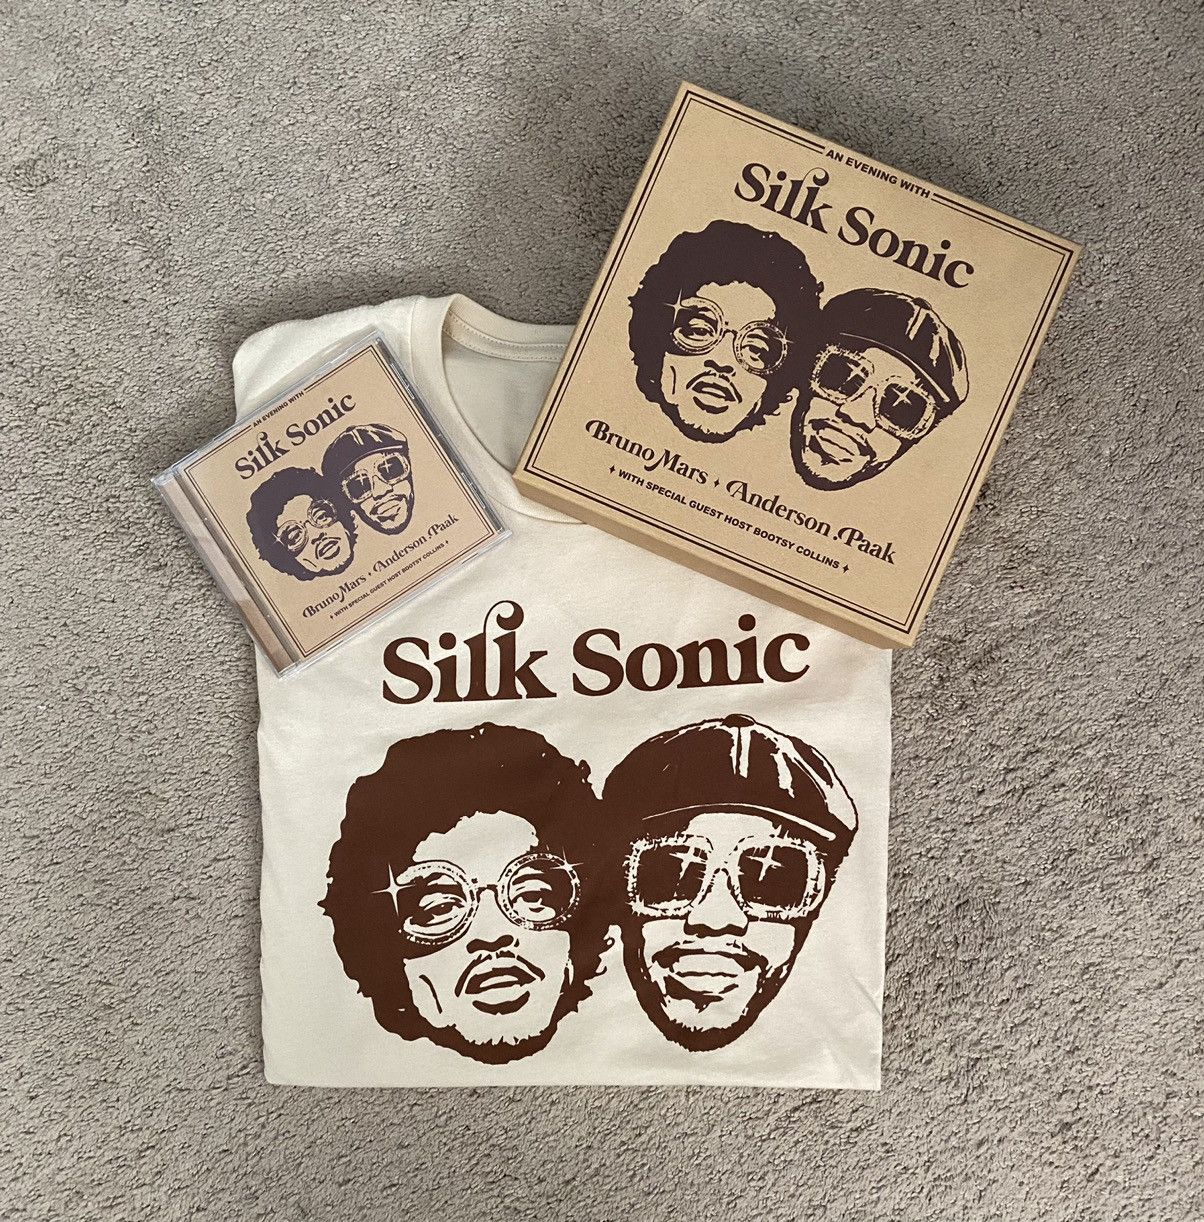 AN EVENING WITH
Silk Sonic
Bruno Mars ✦ Anderson .Paak
✦ WITH SPECIAL GUEST HOST BOOTSY COLLINS ✦
AN EVENING WITH
Silk Sonic
Bruno Mars ✦ Anderson .Paak
✦ WITH SPECIAL GUEST HOST BOOTSY COLLINS ✦
Silk Sonic